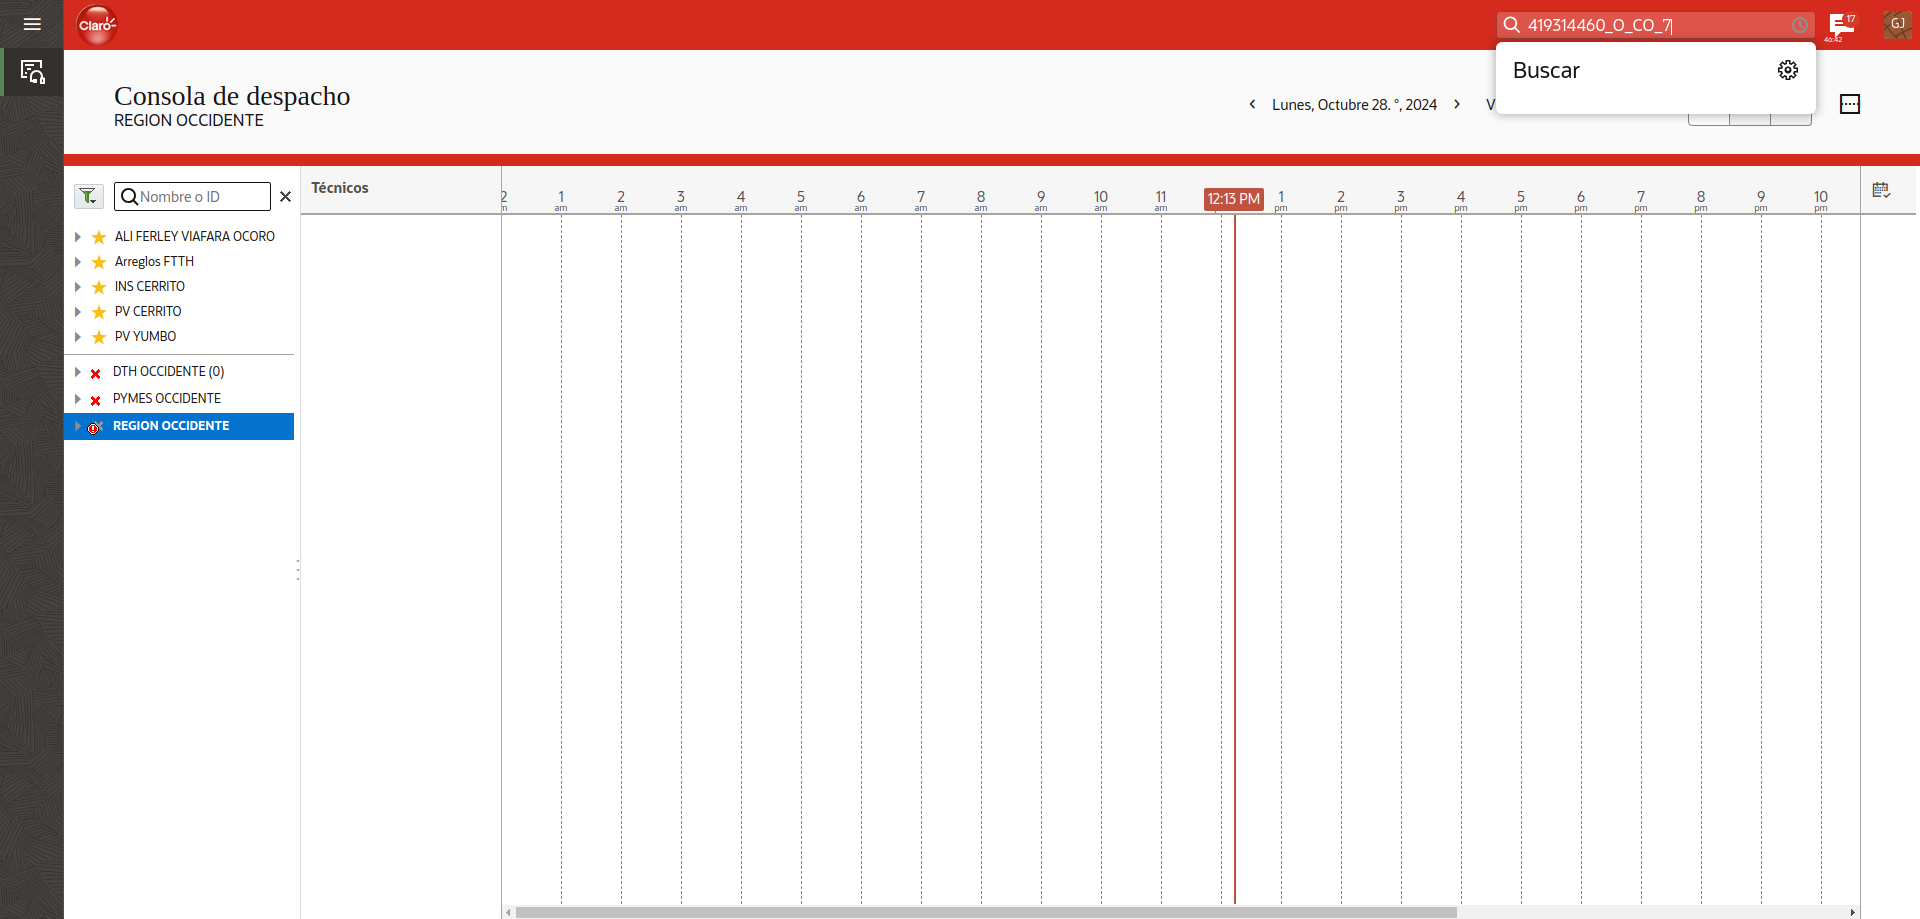 Claro
419314460_O_CO_7
17
46:42
GJ
Buscar
Consola de despacho
REGION OCCIDENTE
Lunes, Octubre 28. °, 2024
V
Nombre o ID
Técnicos
2 1 2 3 4 5 6 7 8 9 10 11 12:13 PM 1 2 3 4 5 6 7 8 9 10
am am am am am am am am am am am pm pm pm pm pm pm pm pm pm pm
ALI FERLEY VIAFARA OCORO
Arreglos FTTH
INS CERRITO
PV CERRITO
PV YUMBO
DTH OCCIDENTE (0)
PYMES OCCIDENTE
REGION OCCIDENTE